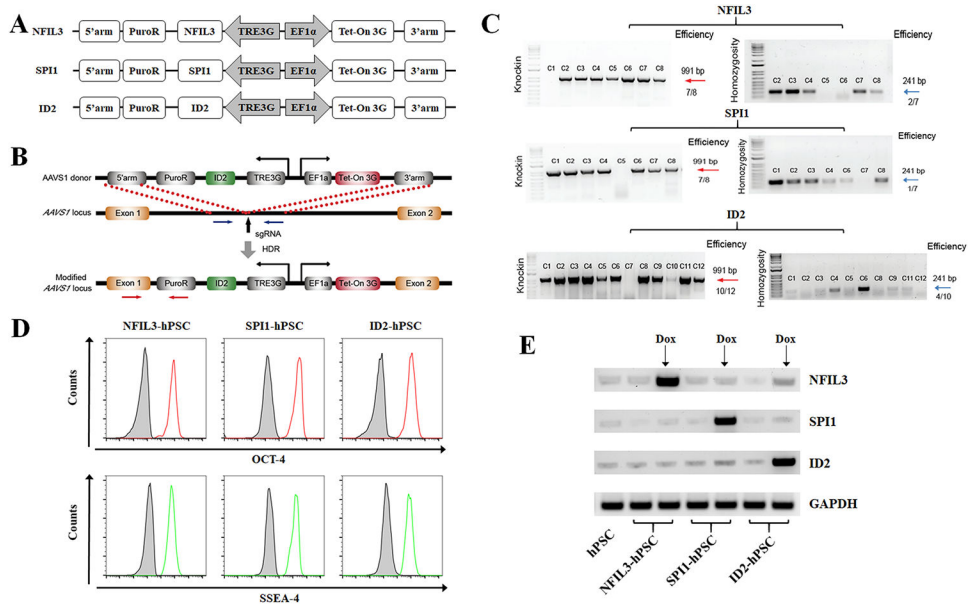 A
NFIL3 5'arm PuroR NFIL3 TRE3G EF1α Tet-On 3G 3'arm
SPI1 5'arm PuroR SPI1 TRE3G EF1α Tet-On 3G 3'arm
ID2 5'arm PuroR ID2 TRE3G EF1α Tet-On 3G 3'arm
B
AAVS1 donor 5'arm PuroR ID2 TRE3G EF1a Tet-On 3G 3'arm
AAVS1 locus Exon 1 Exon 2
sgRNA
HDR
Modified
AAVS1 locus
Exon 1 PuroR ID2 TRE3G EF1a Tet-On 3G Exon 2
C
NFIL3
Knockin
C1 C2 C3 C4 C5 C6 C7 C8
Efficiency
991 bp
7/8
Homozygosity
C2 C3 C4 C5 C6 C7 C8
Efficiency
241 bp
2/7
SPI1
Knockin
C1 C2 C3 C4 C5 C6 C7 C8
Efficiency
991 bp
7/8
Homozygosity
C1 C2 C3 C4 C6 C7 C8
Efficiency
241 bp
1/7
ID2
Knockin
C1 C2 C3 C4 C5 C6 C7 C8 C9 C10 C11 C12
Efficiency
991 bp
10/12
Homozygosity
C1 C2 C3 C4 C5 C6 C8 C9 C11 C12
Efficiency
241 bp
4/10
D
NFIL3-hPSC SPI1-hPSC ID2-hPSC
Counts
OCT-4
Counts
SSEA-4
E
Dox Dox Dox
NFIL3
SPI1
ID2
GAPDH
hPSC
NFIL3-hPSC
SPI1-hPSC
ID2-hPSC